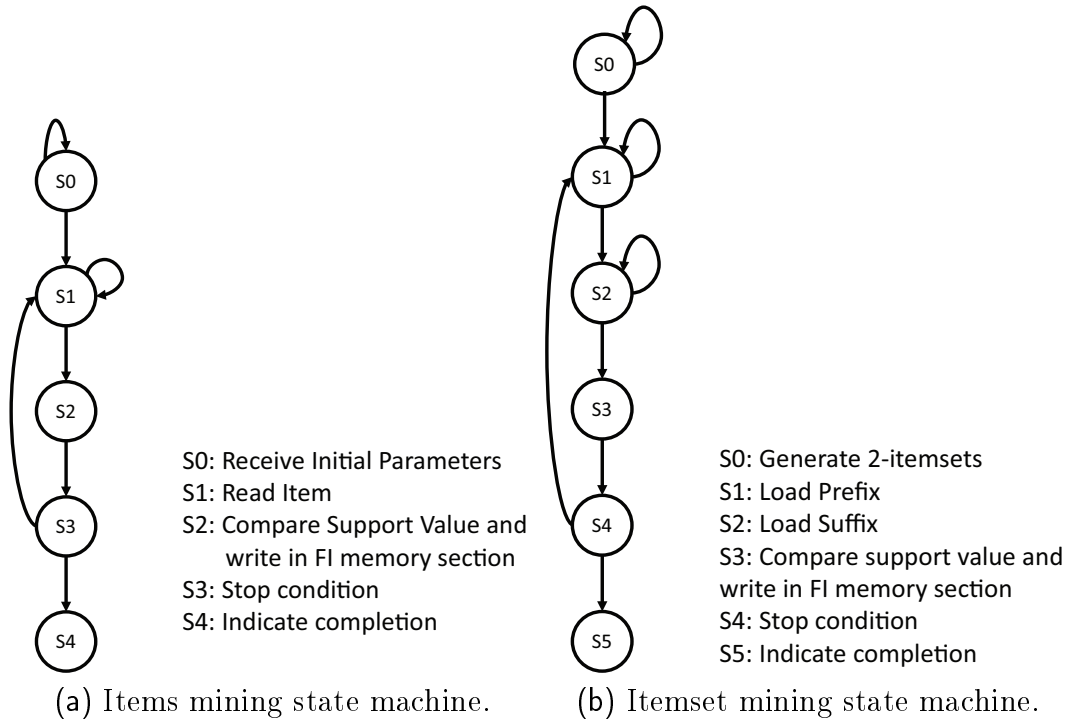 S0
S1
S2
S3
S4
S0: Receive Initial Parameters
S1: Read Item
S2: Compare Support Value and
write in FI memory section
S3: Stop condition
S4: Indicate completion
(a) Items mining state machine.
S0
S1
S2
S3
S4
S5
S0: Generate 2-itemsets
S1: Load Prefix
S2: Load Suffix
S3: Compare support value and
write in FI memory section
S4: Stop condition
S5: Indicate completion
(b) Itemset mining state machine.